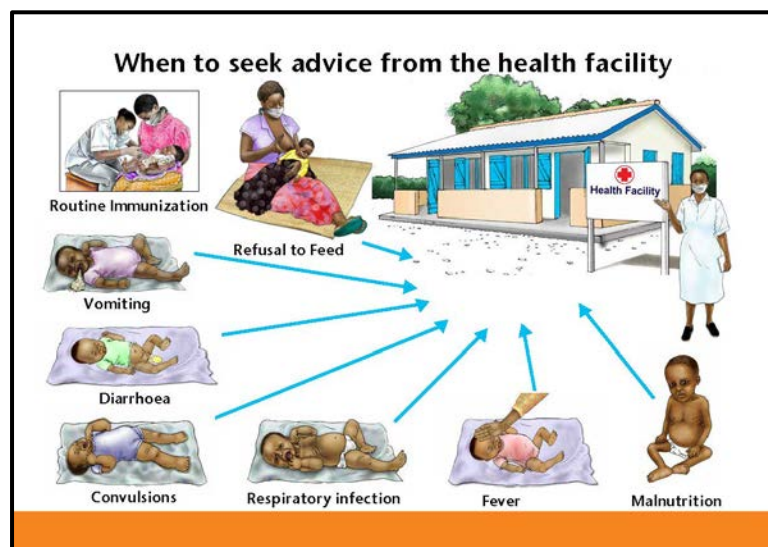 When to seek advice from the health facility
Health Facility
Routine Immunization
Refusal to Feed
Vomiting
Diarrhoea
Convulsions
Respiratory infection
Fever
Malnutrition